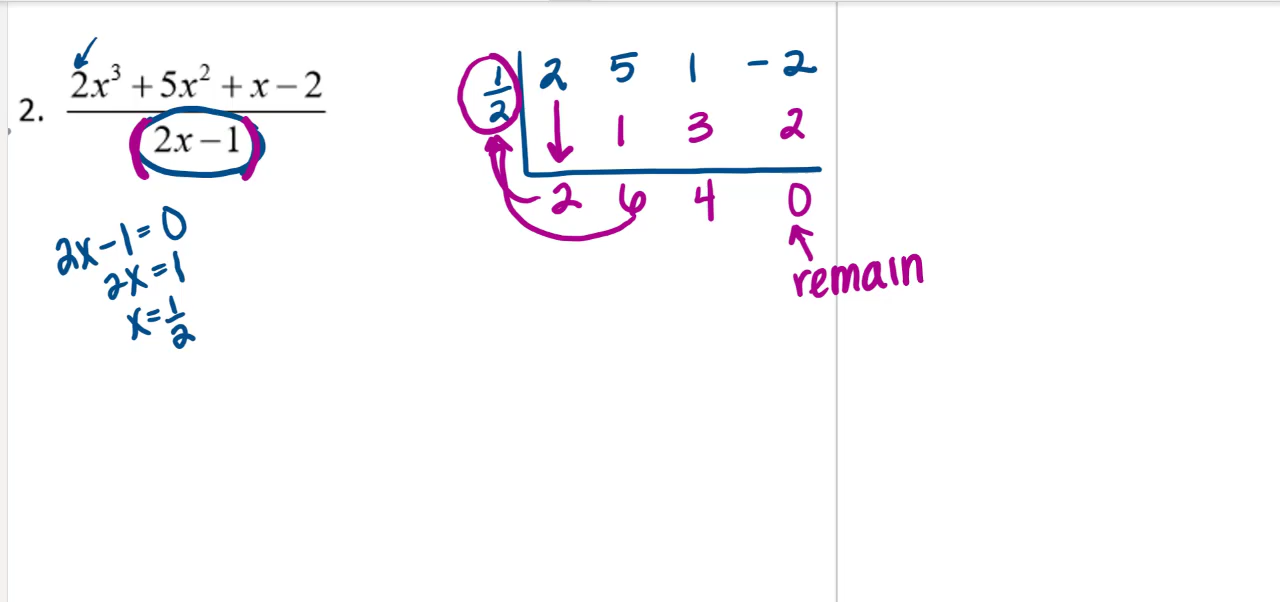 2. (2x³ + 5x² + x − 2)/(2x − 1)
2x − 1 = 0
2x = 1
x = 1/2
1/2 | 2 5 1 −2
1 3 2
2 6 4 0
remain